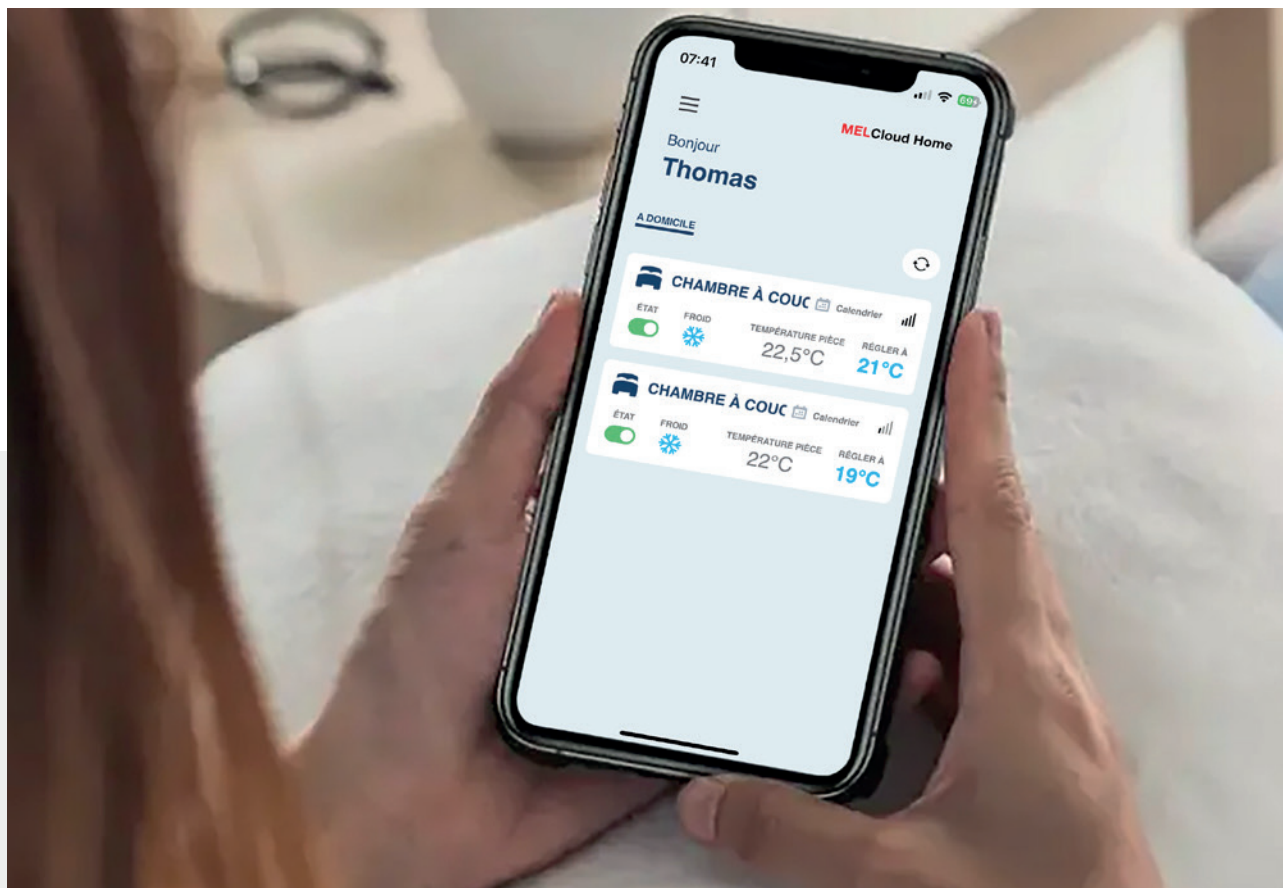 07:41
69
MELCloud Home
Bonjour
Thomas
A DOMICILE
CHAMBRE À COUC
Calendrier
ÉTAT
FROID
TEMPÉRATURE PIÈCE
RÉGLER À
22,5°C
21°C
CHAMBRE À COUC
Calendrier
ÉTAT
FROID
TEMPÉRATURE PIÈCE
RÉGLER À
22°C
19°C